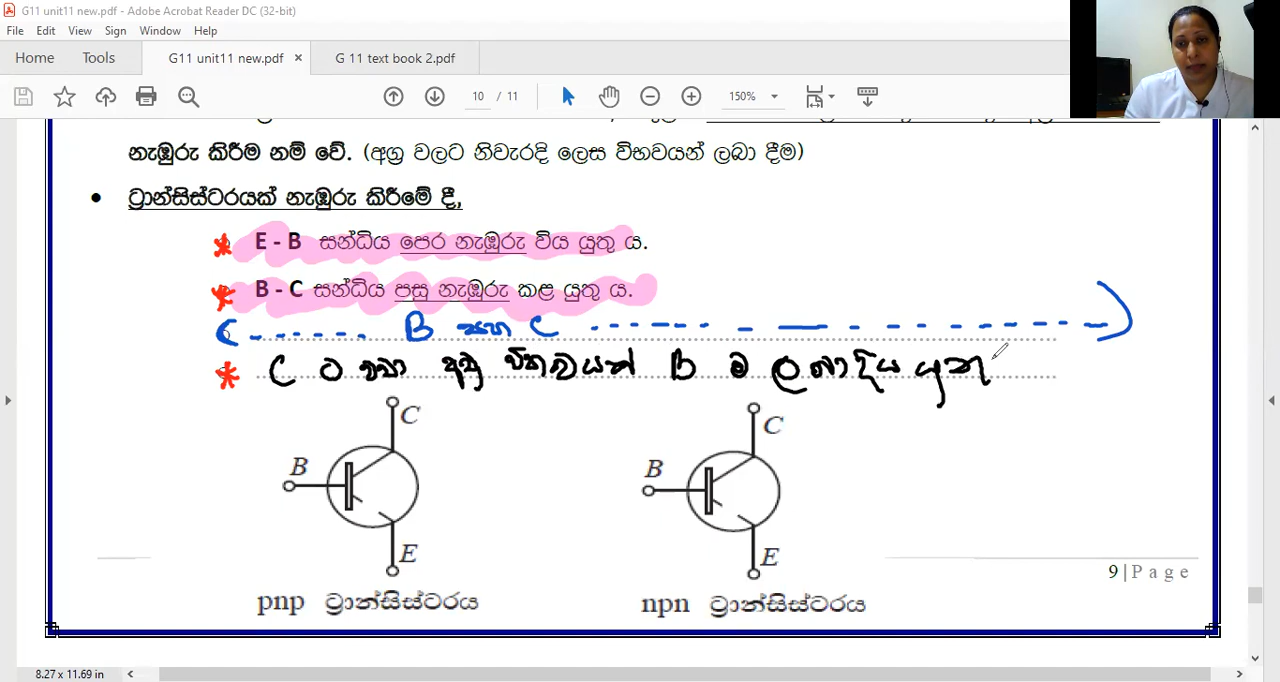 G11 unit11 new.pdf - Adobe Acrobat Reader DC (32-bit)
File Edit View Sign Window Help
Home Tools G11 unit11 new.pdf × G 11 text book 2.pdf
10 / 11 150%
නැඹුරු කිරීම නම් වේ. (අග්‍ර වලට නිවැරදි ලෙස විභවයන් ලබා දීම)
• ට්‍රාන්සිස්ටරයක් නැඹුරු කිරීමේ දී,
E - B සන්ධිය පෙර නැඹුරු විය යුතු ය.
B - C සන්ධිය පසු නැඹුරු කළ යුතු ය.
B සහ C
C ට වඩා අඩු විභවයන් B ට ලබාදිය යුතු
C C
B B
E E
9 | P a g e
pnp ට්‍රාන්සිස්ටරය npn ට්‍රාන්සිස්ටරය
8.27 x 11.69 in